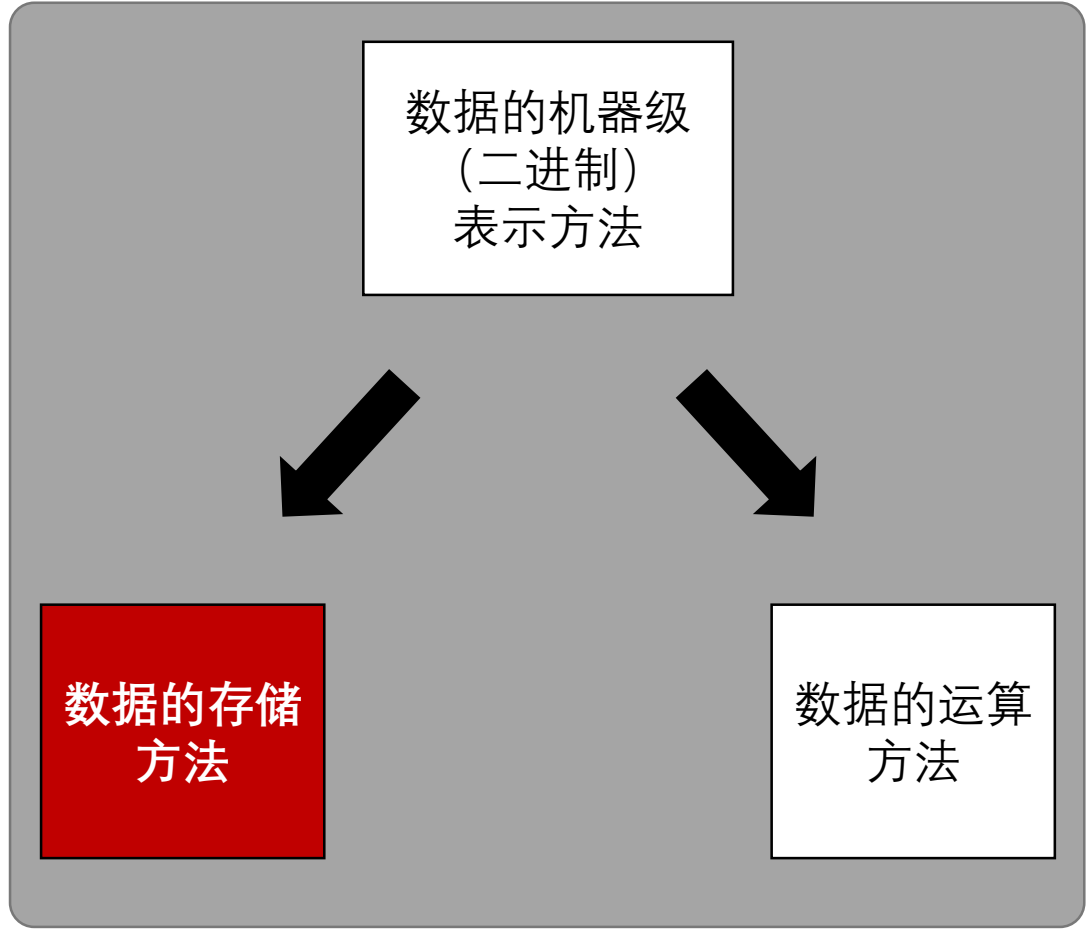 数据的机器级
（二进制）
表示方法
数据的存储
方法
数据的运算
方法